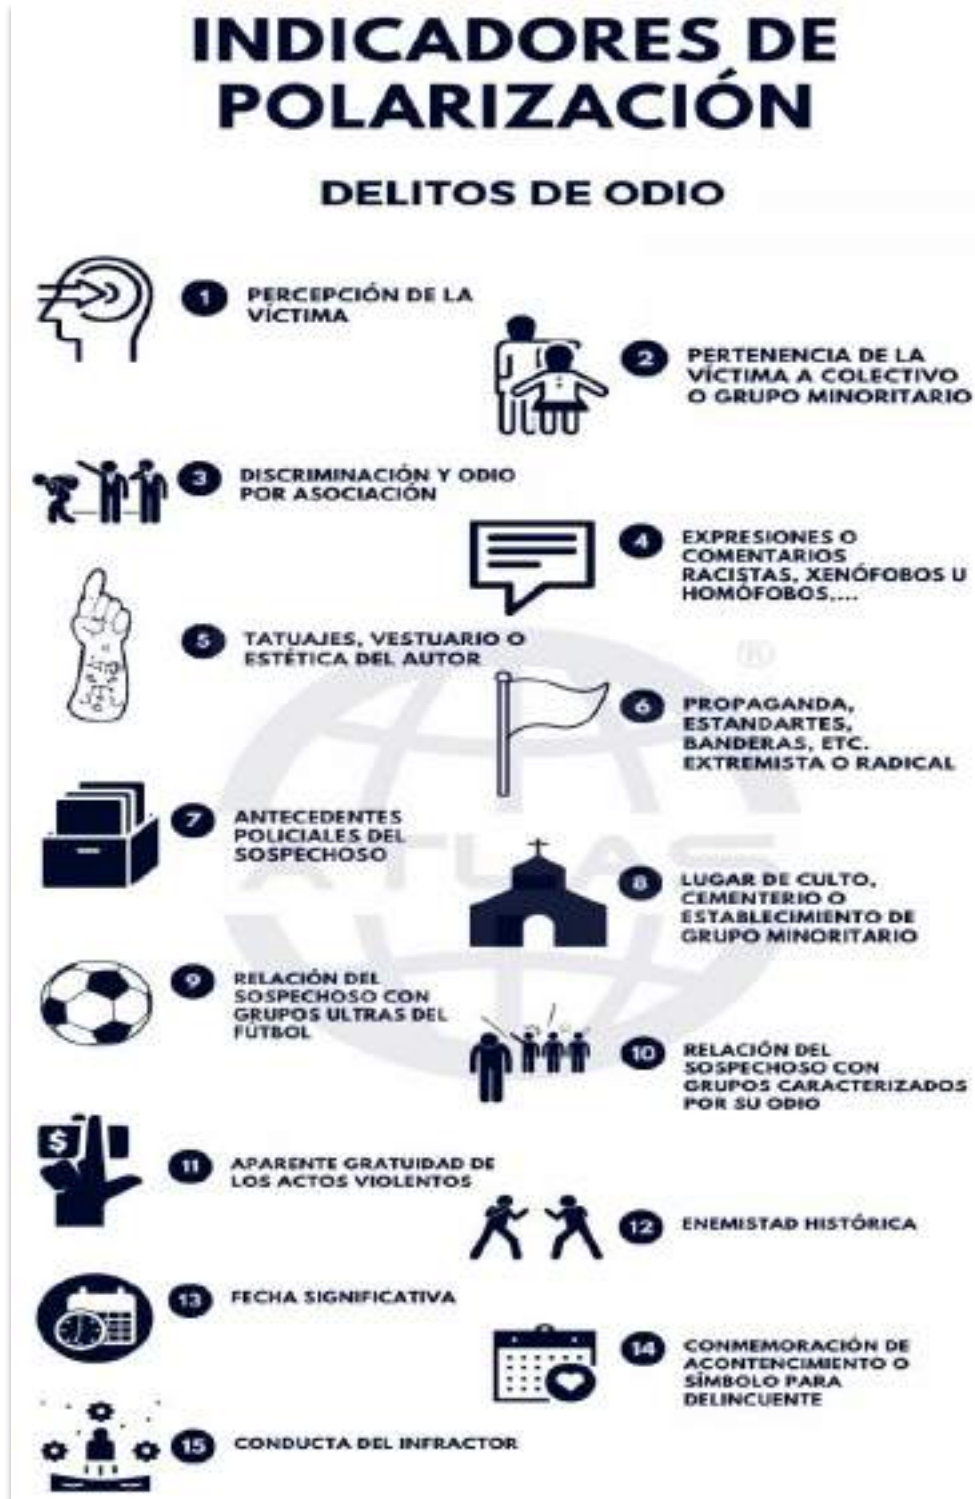 INDICADORES DE
POLARIZACIÓN
DELITOS DE ODIO
1 PERCEPCIÓN DE LA
VÍCTIMA
2 PERTENENCIA DE LA
VÍCTIMA A COLECTIVO
O GRUPO MINORITARIO
3 DISCRIMINACIÓN Y ODIO
POR ASOCIACIÓN
4 EXPRESIONES O
COMENTARIOS
RACISTAS, XENÓFOBOS U
HOMÓFOBOS,...
5 TATUAJES, VESTUARIO O
ESTÉTICA DEL AUTOR
6 PROPAGANDA,
ESTANDARTES,
BANDERAS, ETC.
EXTREMISTA O RADICAL
7 ANTECEDENTES
POLICIALES DEL
SOSPECHOSO
8 LUGAR DE CULTO,
CEMENTERIO O
ESTABLECIMIENTO DE
GRUPO MINORITARIO
9 RELACIÓN DEL
SOSPECHOSO CON
GRUPOS ULTRAS DEL
FÚTBOL
10 RELACIÓN DEL
SOSPECHOSO CON
GRUPOS CARACTERIZADOS
POR SU ODIO
$
11 APARENTE GRATUIDAD DE
LOS ACTOS VIOLENTOS
12 ENEMISTAD HISTÓRICA
13 FECHA SIGNIFICATIVA
14 CONMEMORACIÓN DE
ACONTENCIMIENTO O
SÍMBOLO PARA
DELINCUENTE
15 CONDUCTA DEL INFRACTOR
ATLAS
®